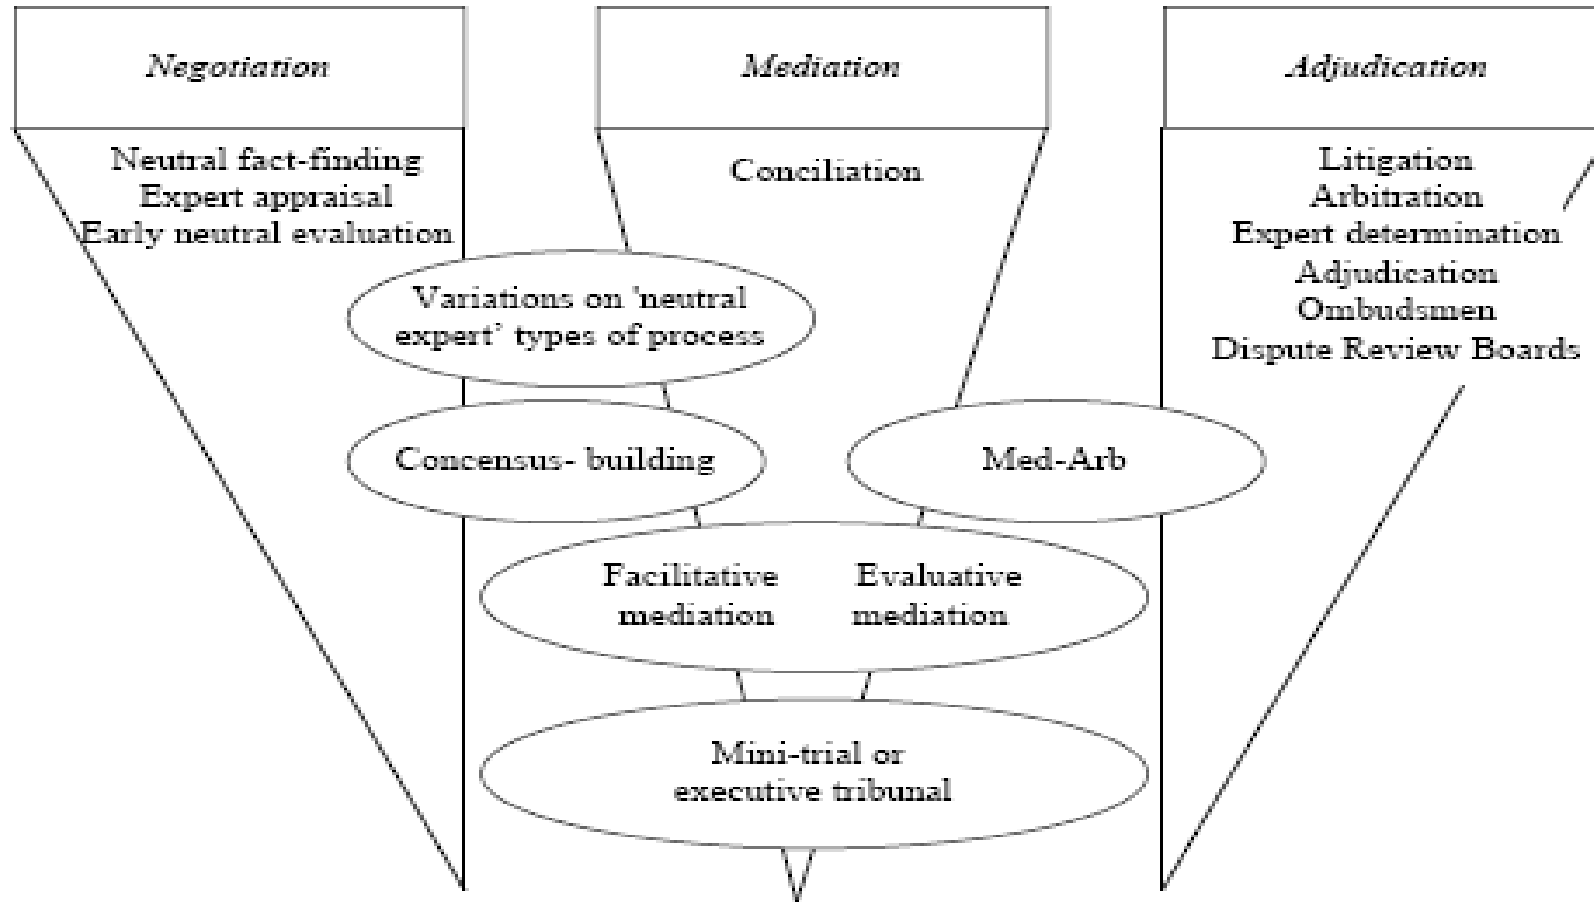 Negotiation
Mediation
Adjudication
Neutral fact-finding
Expert appraisal
Early neutral evaluation
Conciliation
Litigation
Arbitration
Expert determination
Adjudication
Ombudsmen
Dispute Review Boards
Variations on 'neutral
expert' types of process
Concensus- building
Med-Arb
Facilitative
mediation
Evaluative
mediation
Mini-trial or
executive tribunal